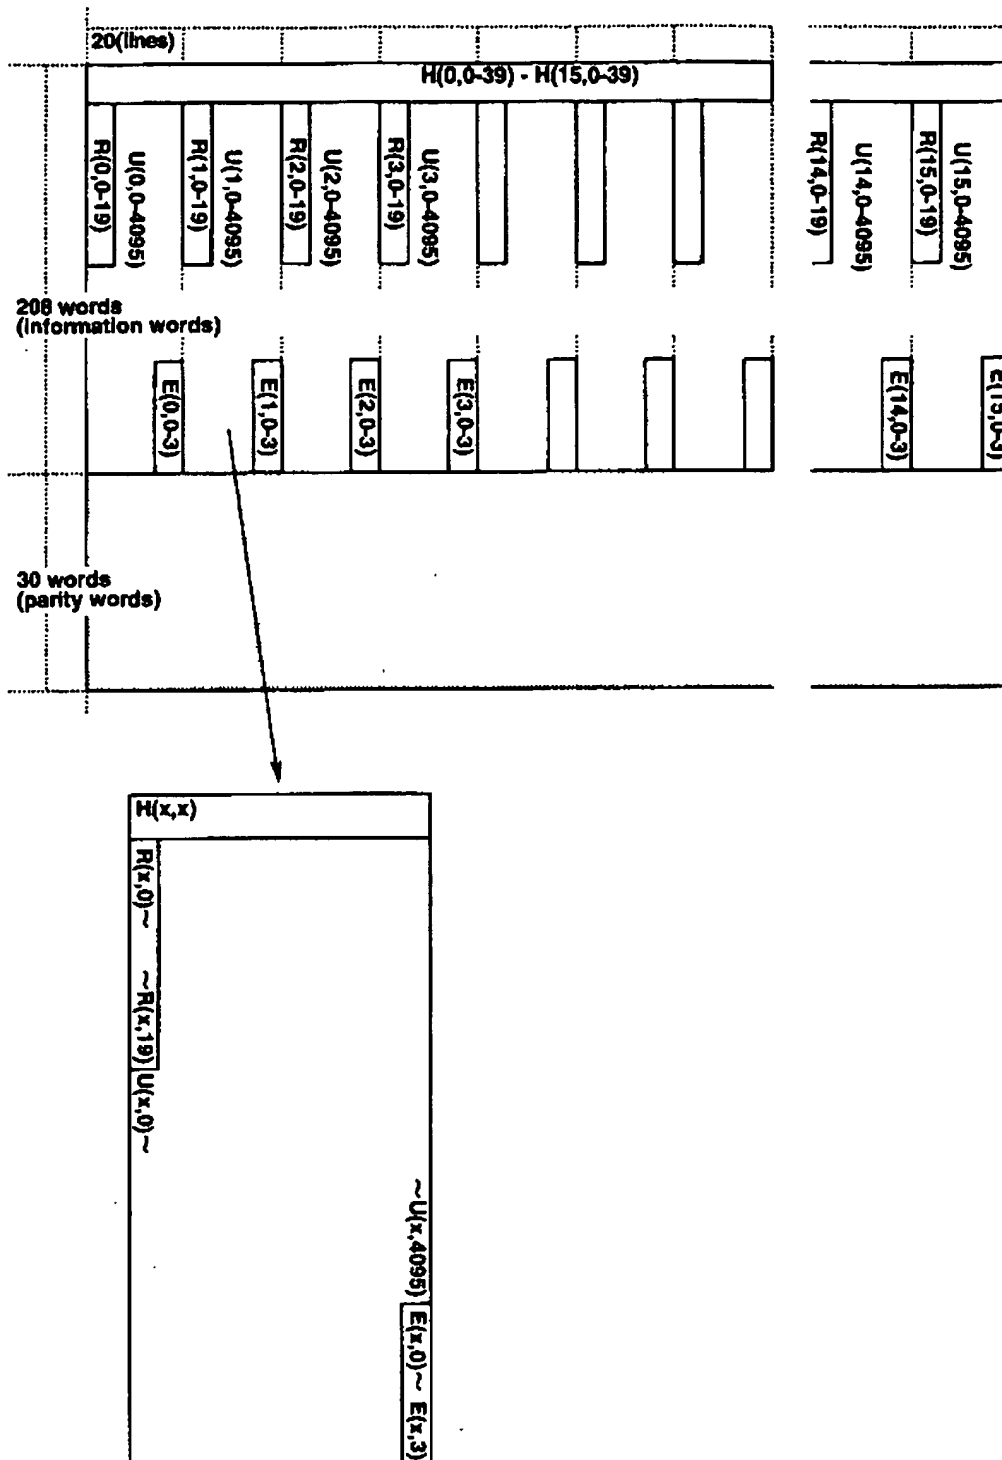 20(lines)
H(0,0-39) - H(15,0-39)
R(0,0-19)
U(0,0-4095)
R(1,0-19)
U(1,0-4095)
R(2,0-19)
U(2,0-4095)
R(3,0-19)
U(3,0-4095)
R(14,0-19)
U(14,0-4095)
R(15,0-19)
U(15,0-4095)
208 words
(information words)
E(0,0-3)
E(1,0-3)
E(2,0-3)
E(3,0-3)
E(14,0-3)
E(15,0-3)
30 words
(parity words)
H(x,x)
R(x,0)~ ~R(x,19) U(x,0)~
~U(x,4095) E(x,0)~ E(x,3)